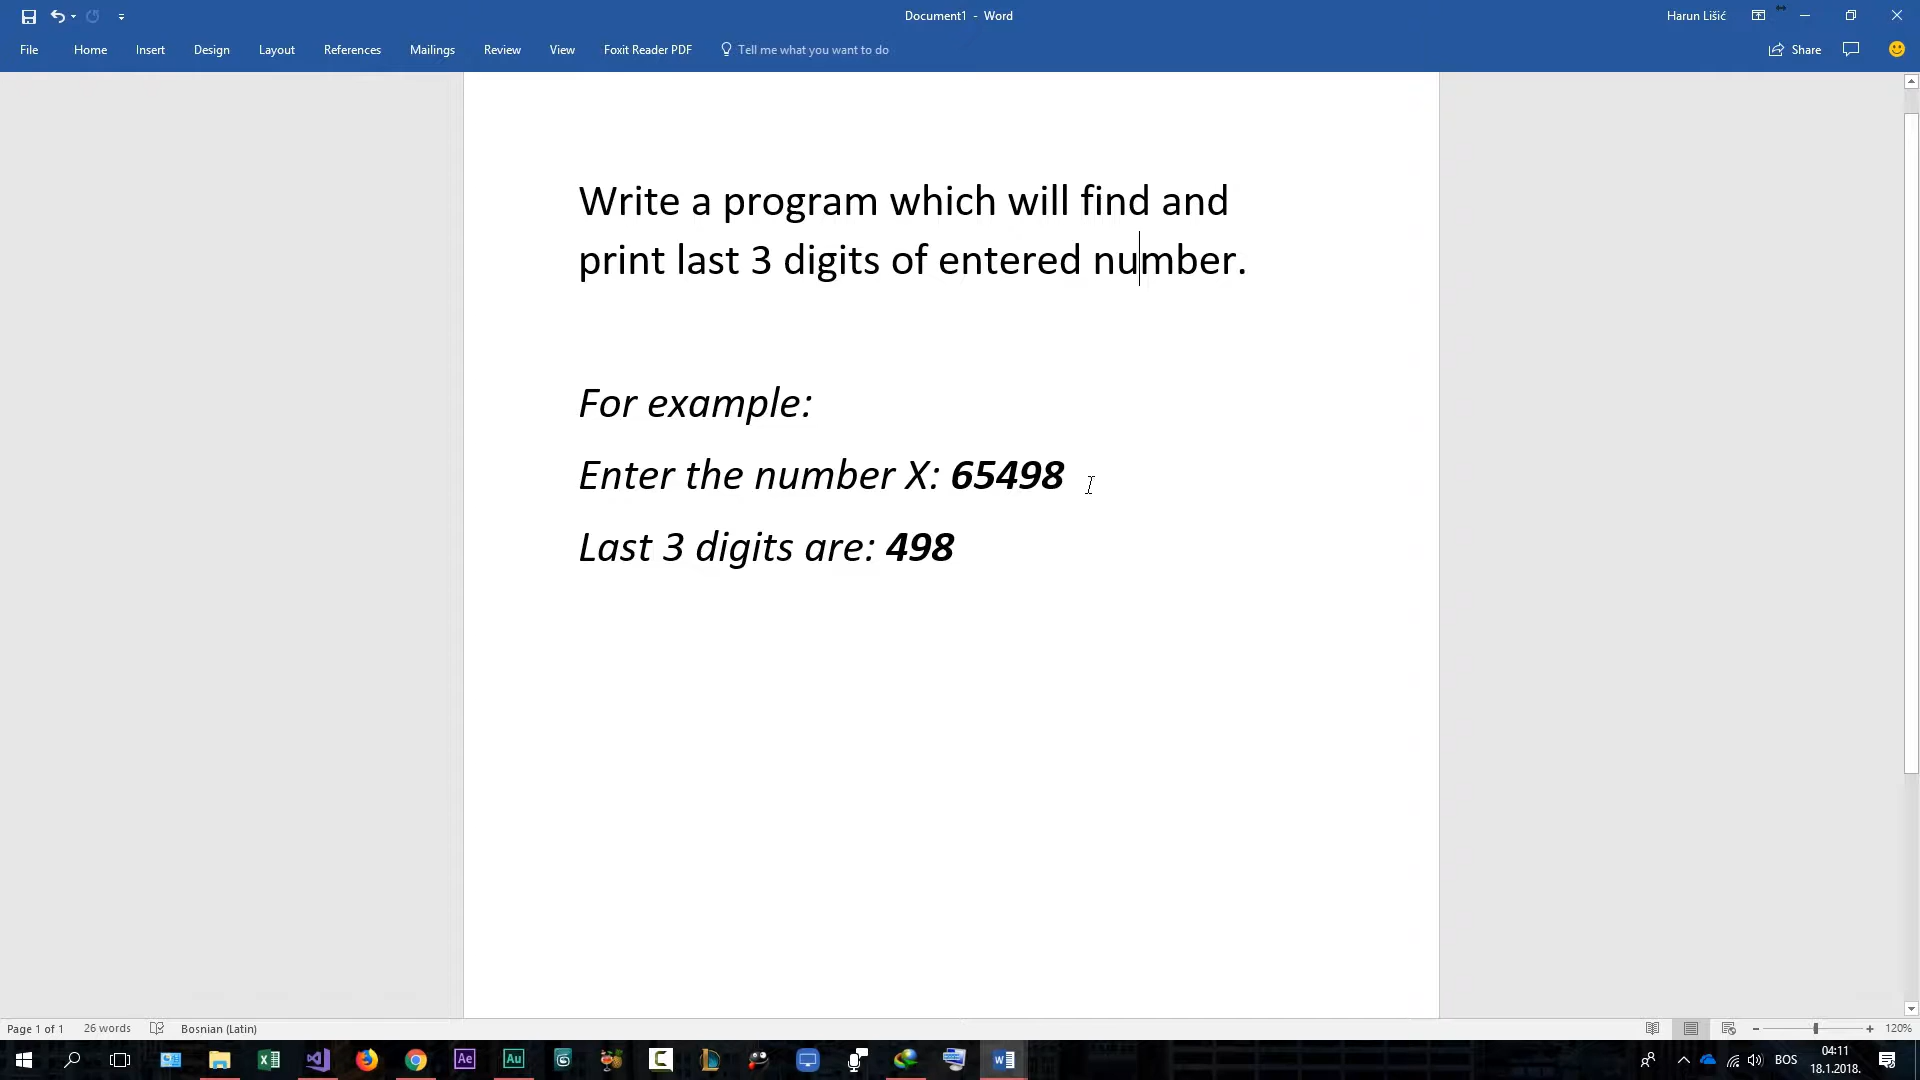 Document1 - Word
Harun Lišić
File Home Insert Design Layout References Mailings Review View Foxit Reader PDF Tell me what you want to do
Share
Write a program which will find and
print last 3 digits of entered number.
For example:
Enter the number X: 65498
Last 3 digits are: 498
Page 1 of 1 26 words Bosnian (Latin)
120%
Ae Au
BOS
04:11
18.1.2018.